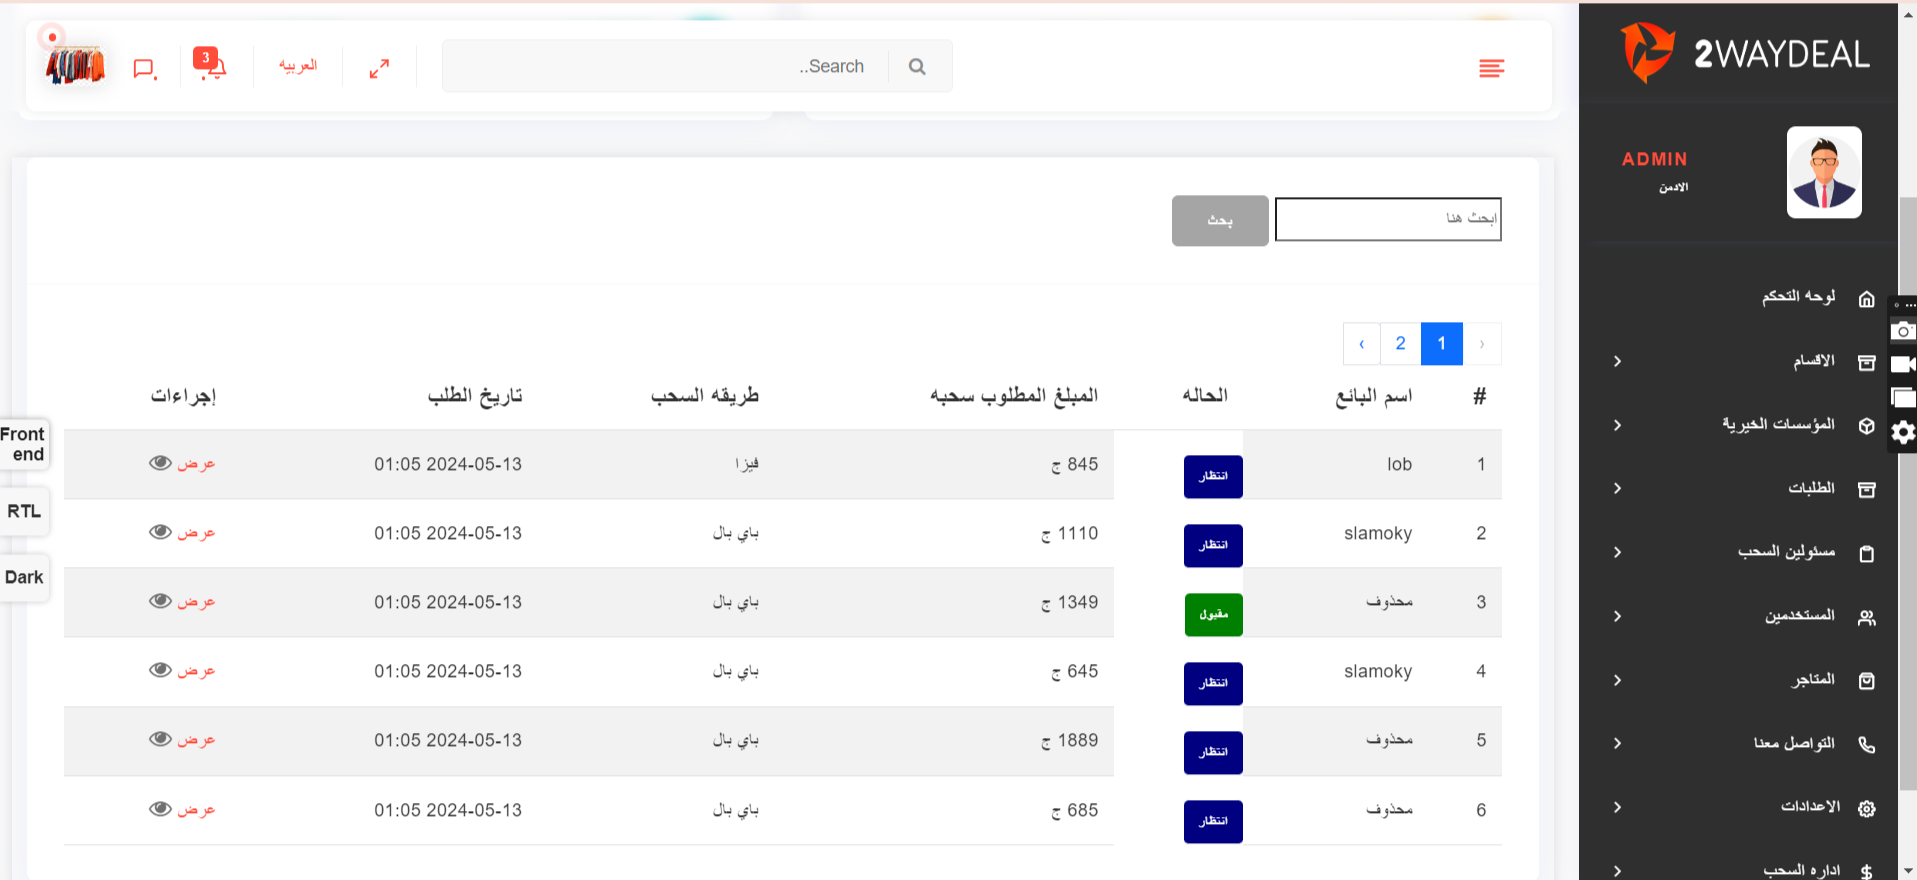 2WAYDEAL
ADMIN
الادمن
لوحه التحكم
الاقسام
المؤسسات الخيرية
الطلبات
مسئولين السحب
المستخدمين
المتاجر
التواصل معنا
الاعدادات
اداره السحب
Search..
العربيه
3
ابحث هنا
بحث
‹ 1 2 ›
# اسم البائع الحاله المبلغ المطلوب سحبه طريقه السحب تاريخ الطلب إجراءات
1 lob انتظار 845 ج فيزا 2024-05-13 01:05 عرض
2 slamoky انتظار 1110 ج باي بال 2024-05-13 01:05 عرض
3 محذوف مقبول 1349 ج باي بال 2024-05-13 01:05 عرض
4 slamoky انتظار 645 ج باي بال 2024-05-13 01:05 عرض
5 محذوف انتظار 1889 ج باي بال 2024-05-13 01:05 عرض
6 محذوف انتظار 685 ج باي بال 2024-05-13 01:05 عرض
Front
end
RTL
Dark